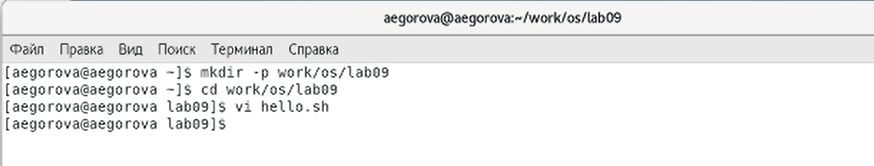 aegorova@aegorova:~/work/os/lab09
Файл Правка Вид Поиск Терминал Справка
[aegorova@aegorova ~]$ mkdir -p work/os/lab09
[aegorova@aegorova ~]$ cd work/os/lab09
[aegorova@aegorova lab09]$ vi hello.sh
[aegorova@aegorova lab09]$